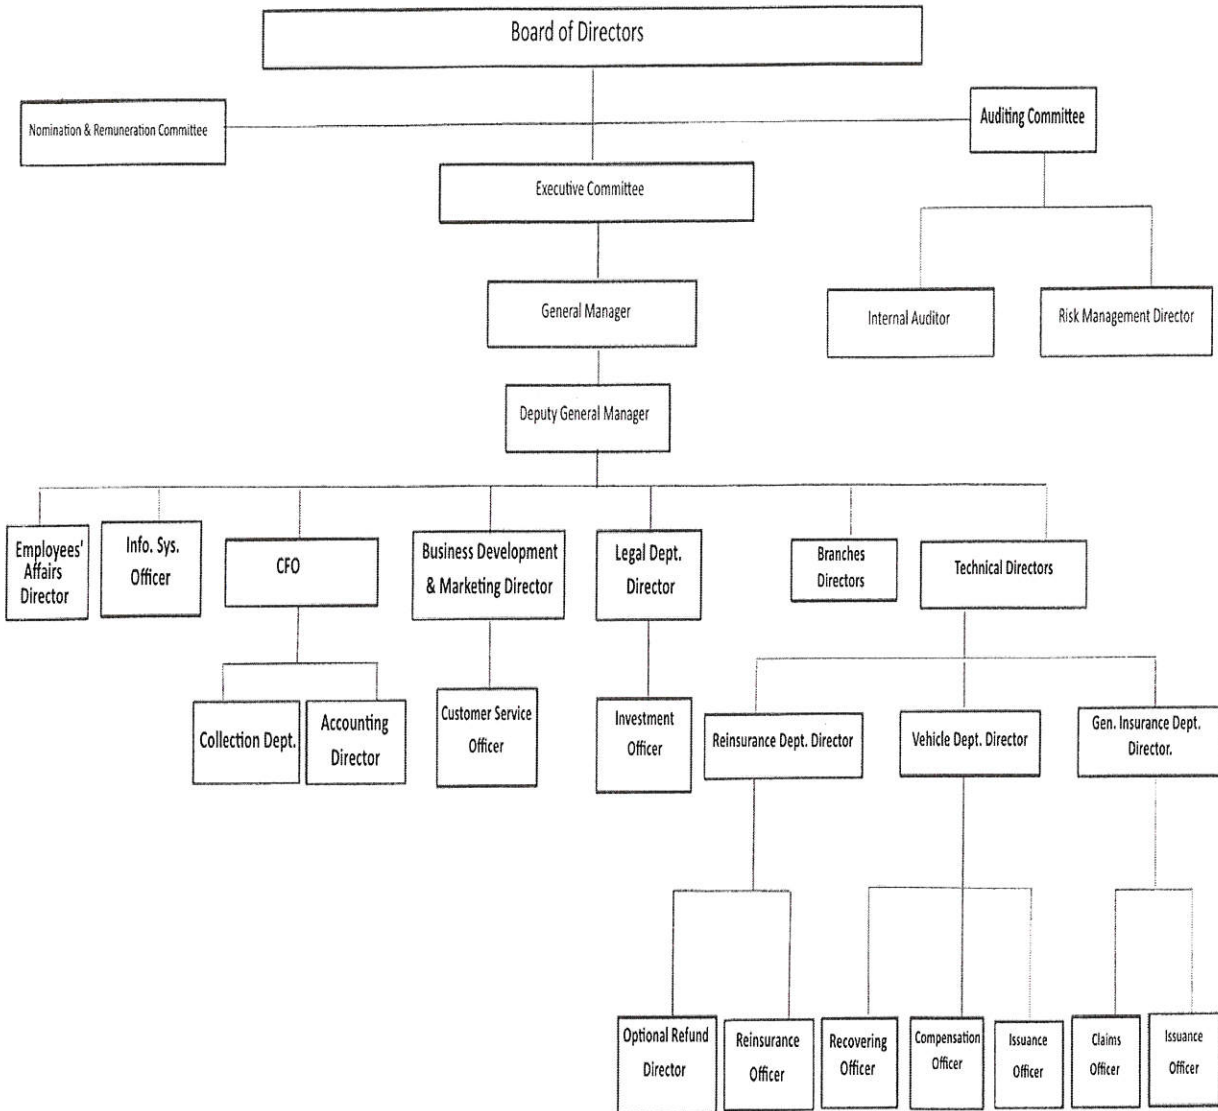 Board of Directors
Nomination & Remuneration Committee
Auditing Committee
Executive Committee
General Manager
Internal Auditor
Risk Management Director
Deputy General Manager
Employees'
Affairs
Director
Info. Sys.
Officer
CFO
Business Development
& Marketing Director
Legal Dept.
Director
Branches
Directors
Technical Directors
Collection Dept.
Accounting
Director
Customer Service
Officer
Investment
Officer
Reinsurance Dept. Director
Vehicle Dept. Director
Gen. Insurance Dept.
Director.
Optional Refund
Director
Reinsurance
Officer
Recovering
Officer
Compensation
Officer
Issuance
Officer
Claims
Officer
Issuance
Officer